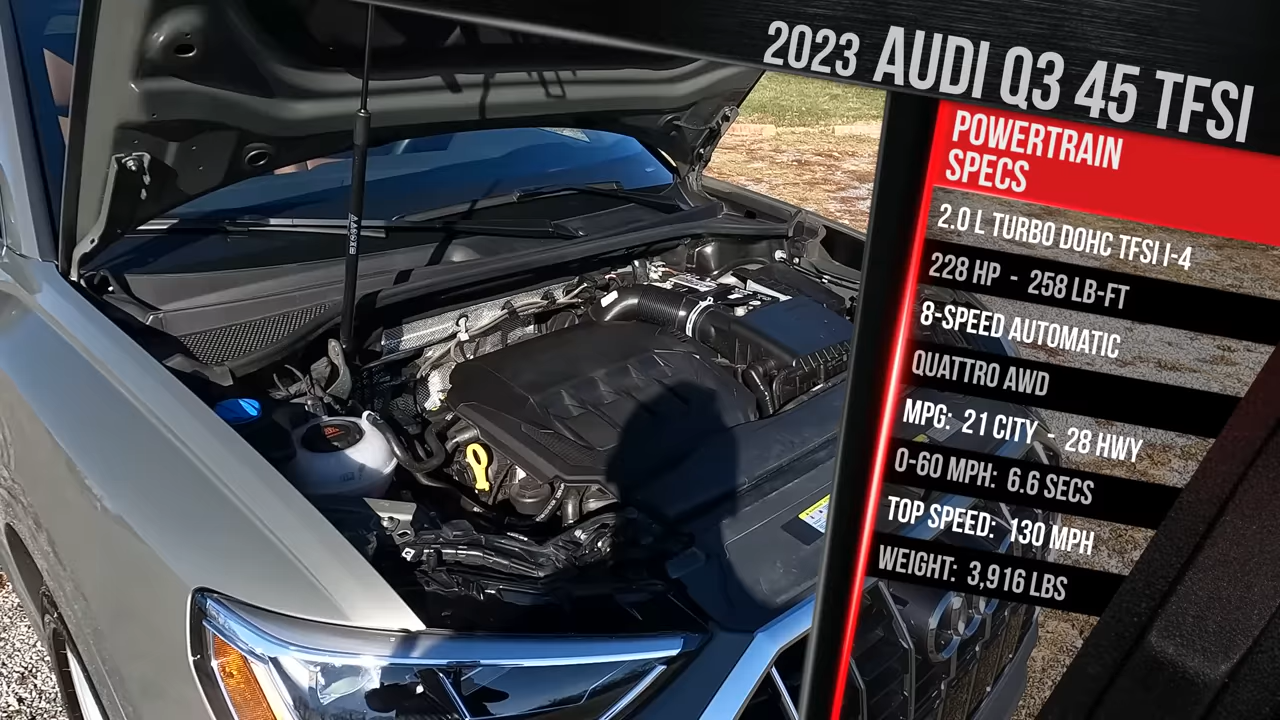 2023 AUDI Q3 45 TFSI
POWERTRAIN
SPECS
2.0 L TURBO DOHC TFSI I-4
228 HP - 258 LB-FT
8-SPEED AUTOMATIC
QUATTRO AWD
MPG: 21 CITY - 28 HWY
0-60 MPH: 6.6 SECS
TOP SPEED: 130 MPH
WEIGHT: 3,916 LBS